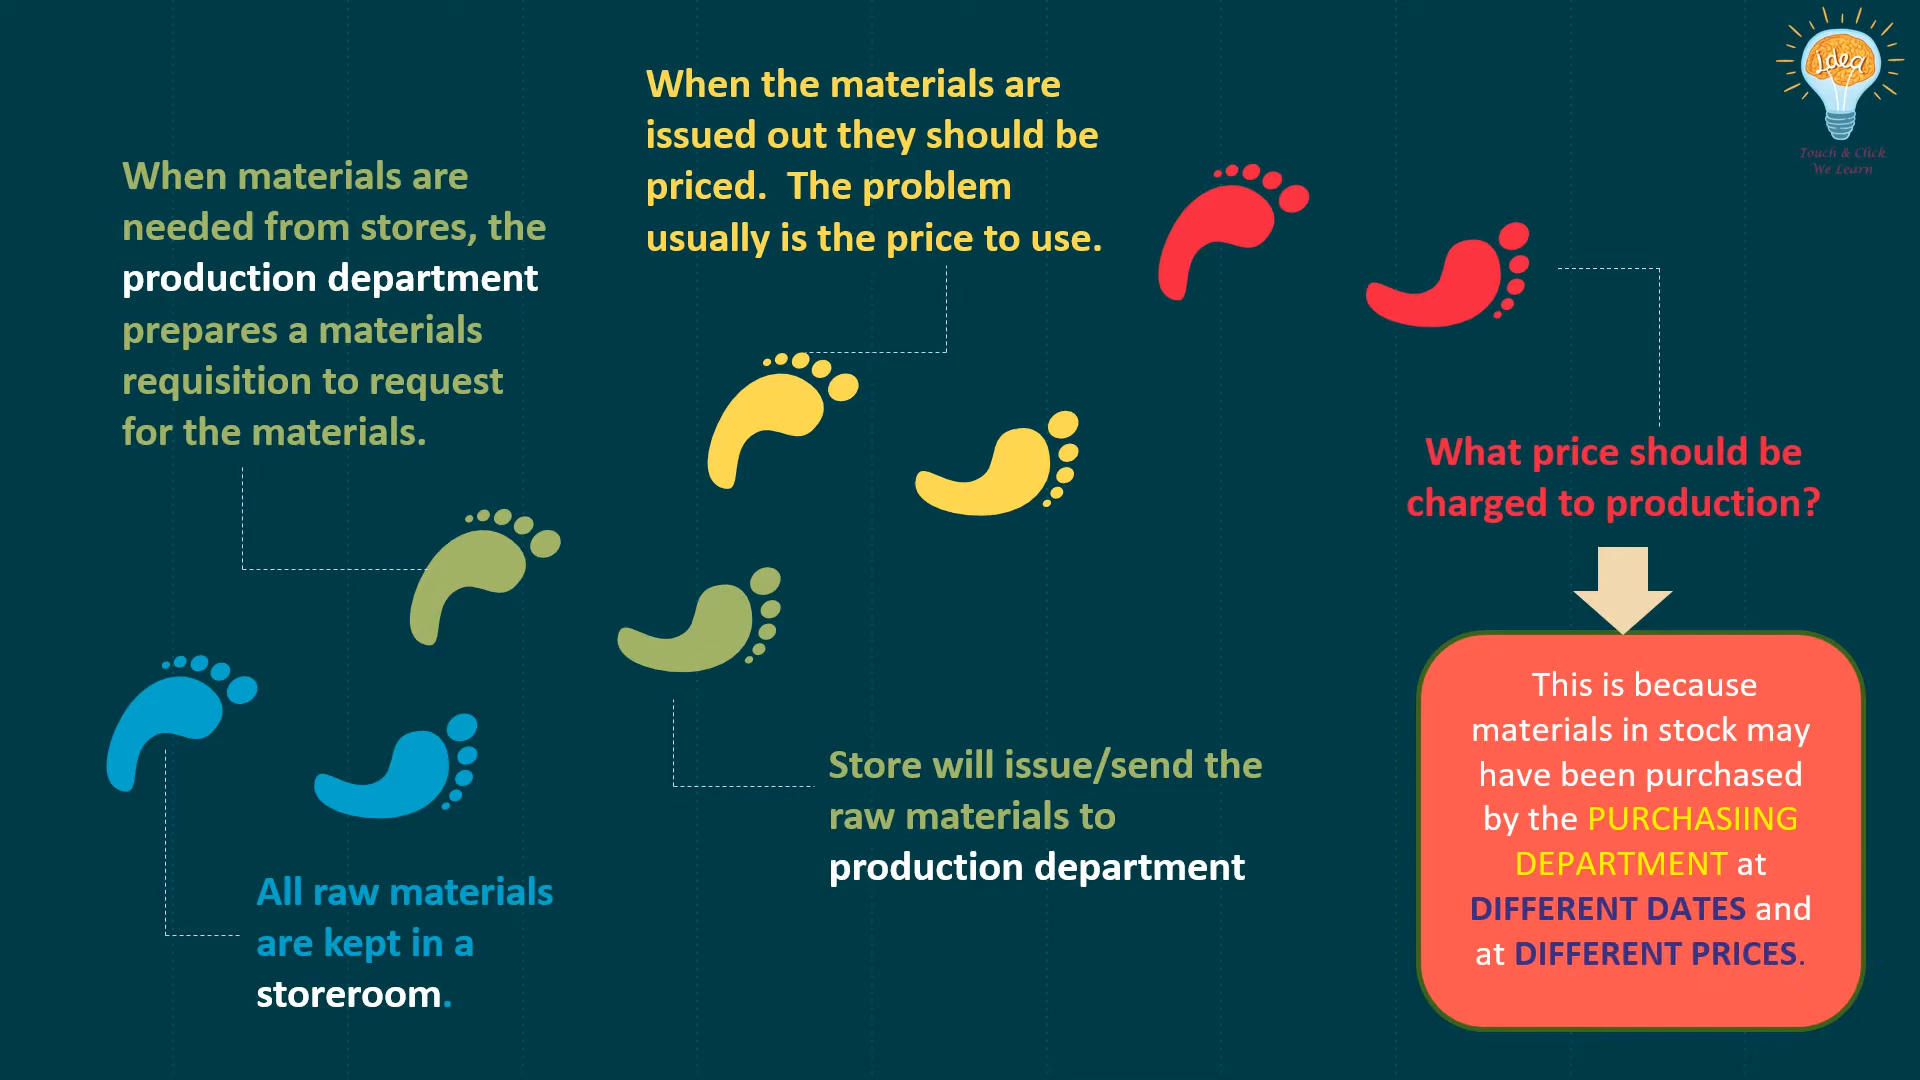 All raw materials
are kept in a
storeroom.
When materials are
needed from stores, the
production department
prepares a materials
requisition to request
for the materials.
Store will issue/send the
raw materials to
production department
When the materials are
issued out they should be
priced.  The problem
usually is the price to use.
What price should be
charged to production?
This is because
materials in stock may
have been purchased
by the PURCHASIING
DEPARTMENT at
DIFFERENT DATES and
at DIFFERENT PRICES.
idea
Touch & Click
We Learn